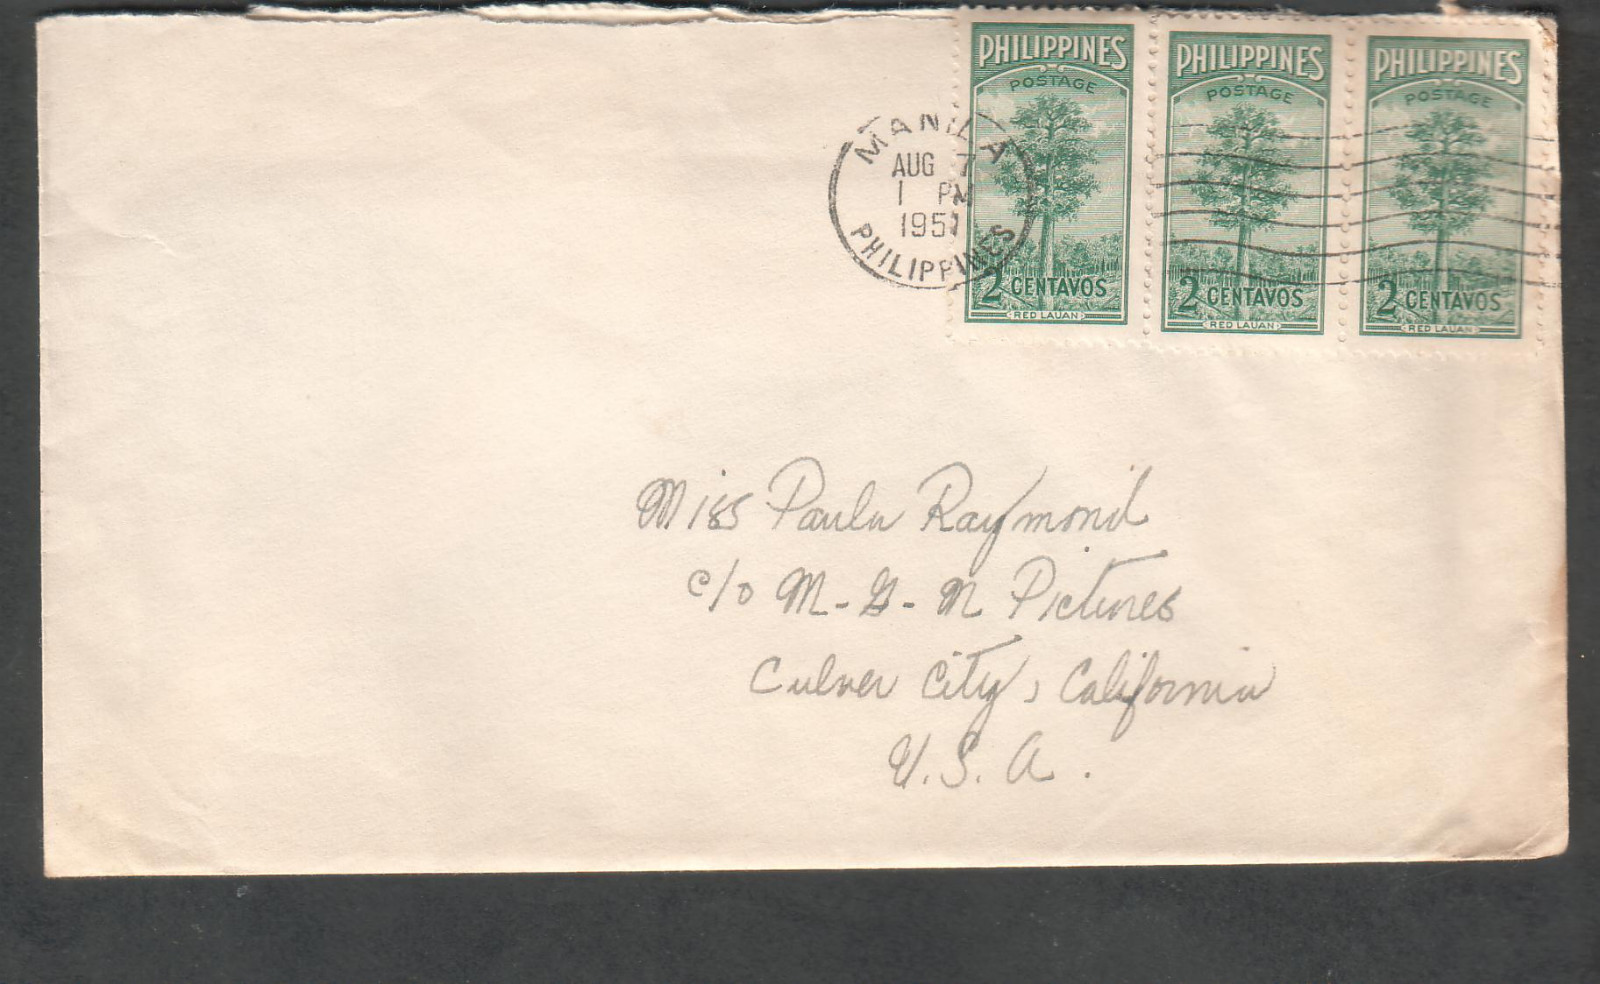 PHILIPPINES PHILIPPINES PHILIPPINES
POSTAGE POSTAGE POSTAGE
2 CENTAVOS 2 CENTAVOS 2 CENTAVOS
RED LAUAN RED LAUAN RED LAUAN
MANILA
AUG 7
1 PM
1951
PHILIPPINES
Miss Paula Raymond
c/o M-G-M Pictures
Culver City, California
U.S.A.